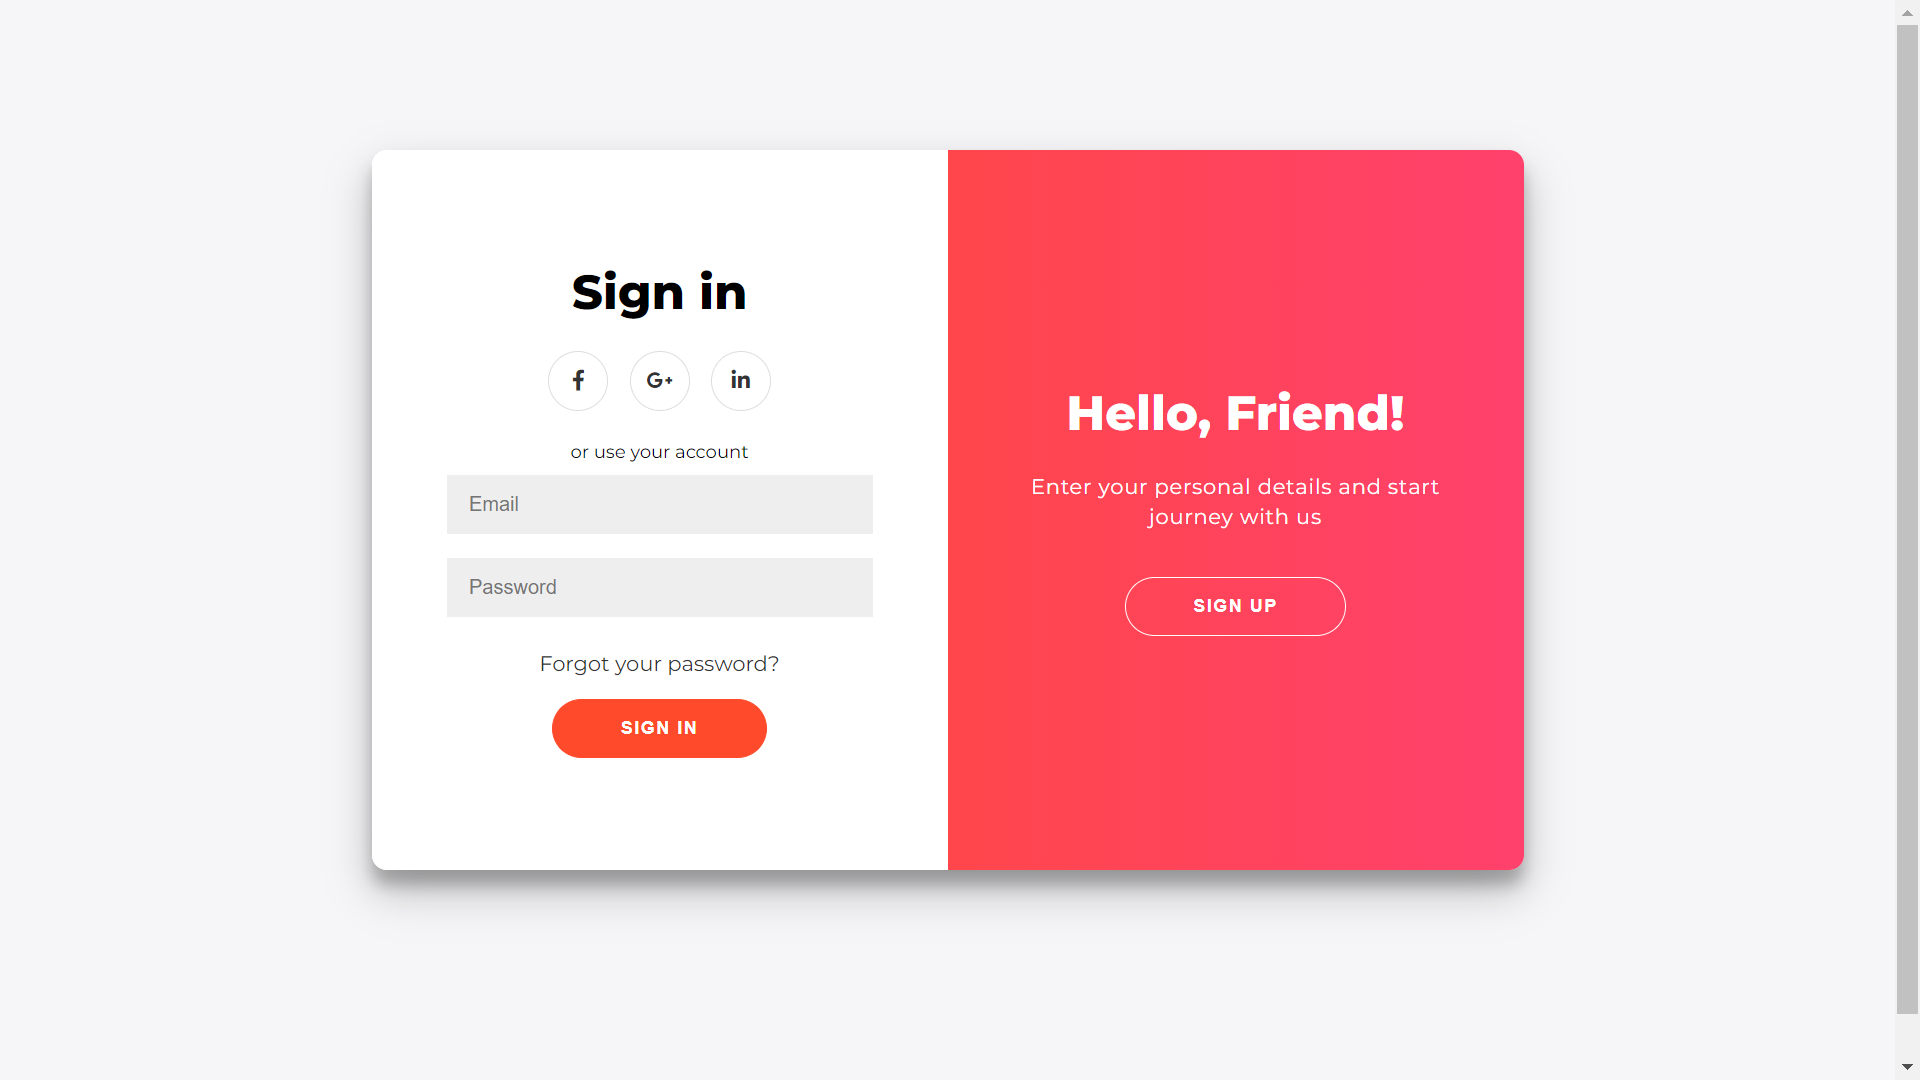 Sign in
f
G+
in
or use your account
Email
Password
Forgot your password?
SIGN IN
Hello, Friend!
Enter your personal details and start
journey with us
SIGN UP